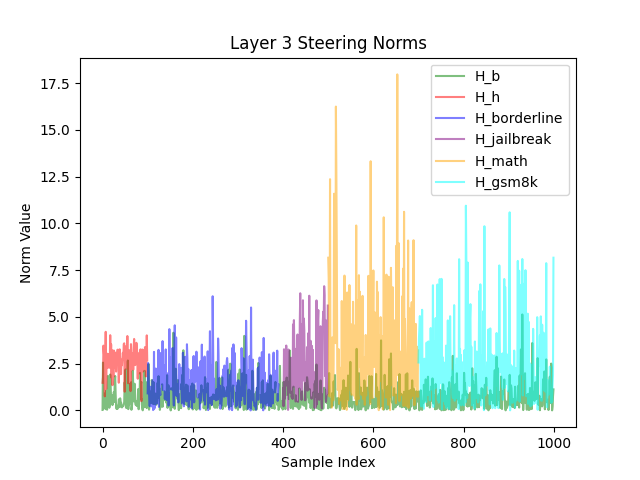 Layer 3 Steering Norms
H_b
H_h
H_borderline
H_jailbreak
H_math
H_gsm8k
17.5
15.0
12.5
10.0
7.5
5.0
2.5
0.0
Norm Value
0 200 400 600 800 1000
Sample Index